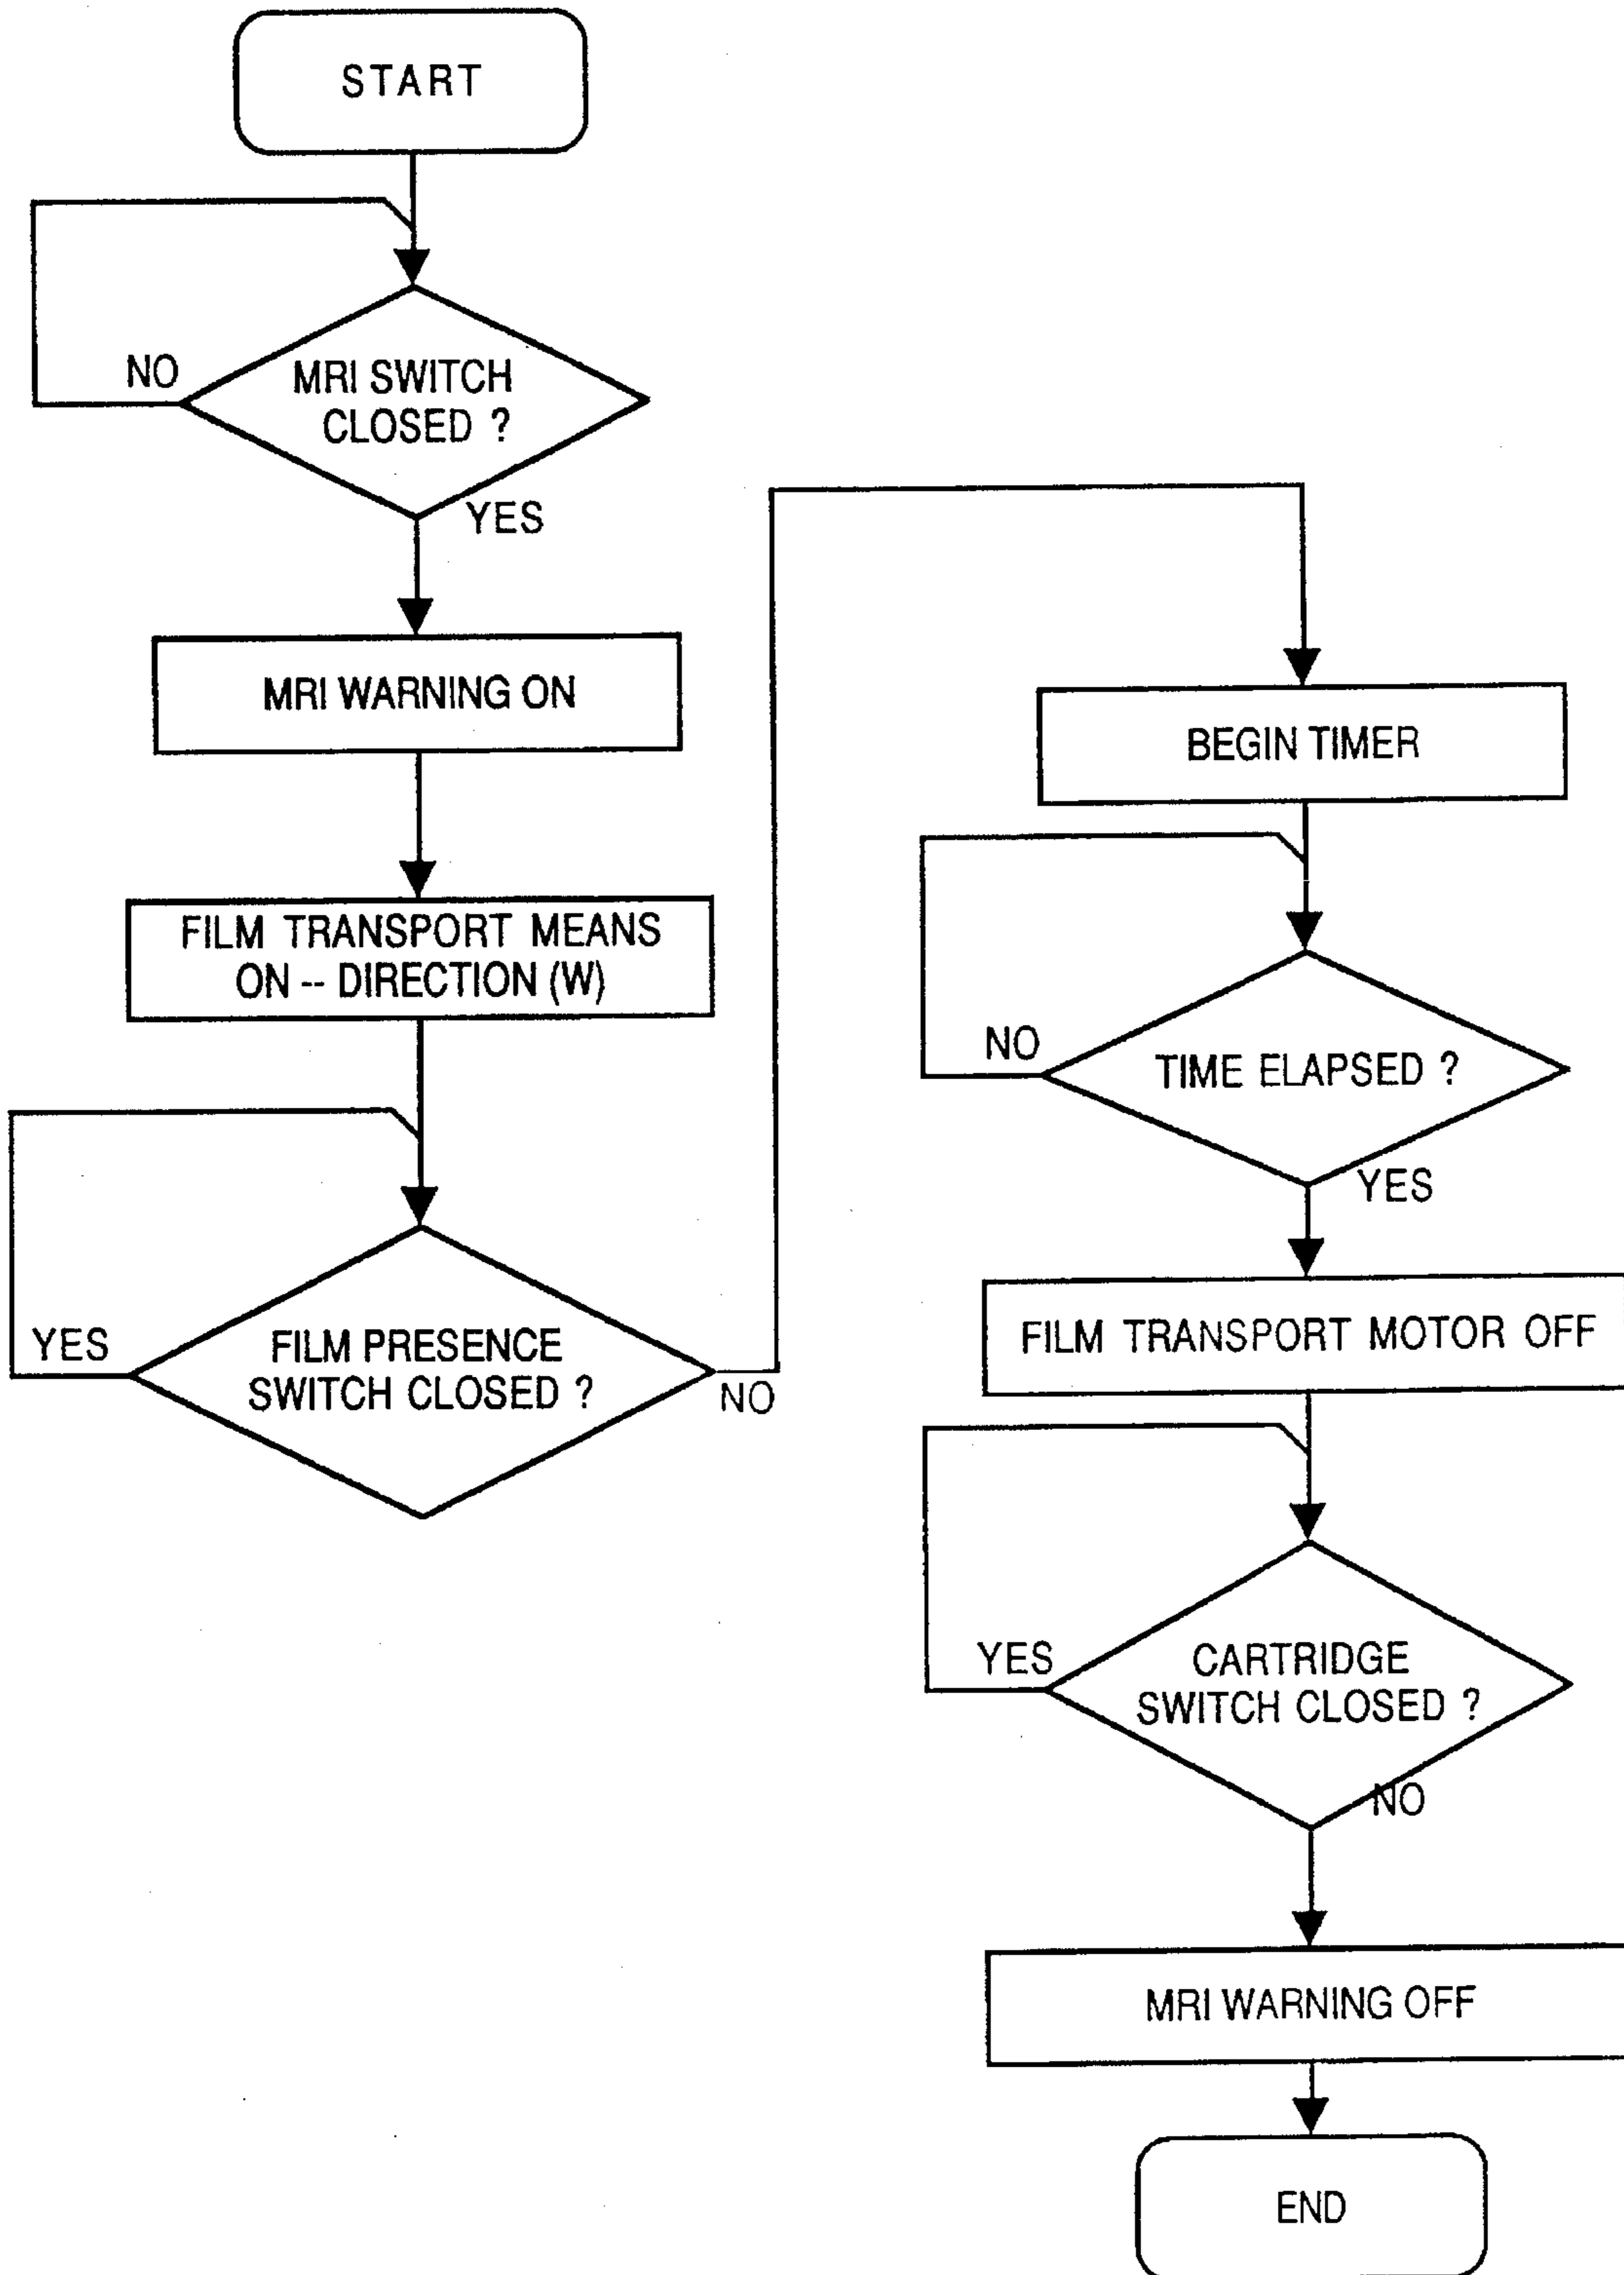 START
NO
MRI SWITCH
CLOSED ?
YES
MRI WARNING ON
FILM TRANSPORT MEANS
ON -- DIRECTION (W)
YES
FILM PRESENCE
SWITCH CLOSED ?
NO
BEGIN TIMER
NO
TIME ELAPSED ?
YES
FILM TRANSPORT MOTOR OFF
YES
CARTRIDGE
SWITCH CLOSED ?
NO
MRI WARNING OFF
END